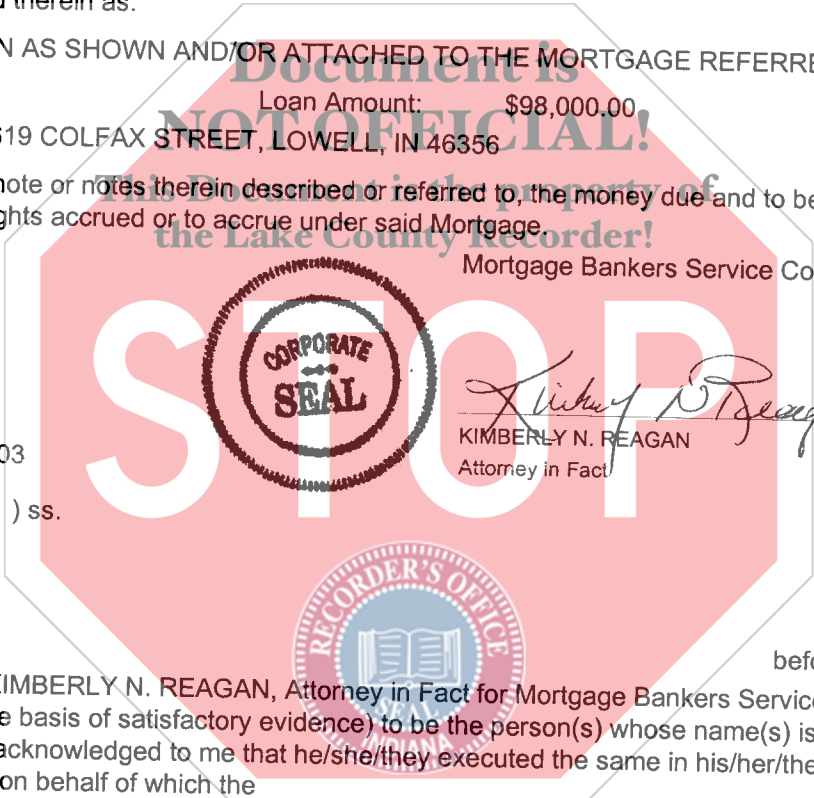 therein as:
N AS SHOWN AND/OR ATTACHED TO THE MORTGAGE REFERRE
Document is
Loan Amount: $98,000.00
NOT OFFICIAL!
619 COLFAX STREET, LOWELL, IN 46356
note or notes therein described or referred to, the money due and to be
This Document is the property of
ghts accrued or to accrue under said Mortgage.
the Lake County Recorder!
Mortgage Bankers Service Co
CORPORATE
SEAL
STOP
KIMBERLY N. REAGAN
Attorney in Fact
03
) ss.
RECORDER'S OFFICE
SEAL
INDIANA
befo
KIMBERLY N. REAGAN, Attorney in Fact for Mortgage Bankers Service
e basis of satisfactory evidence) to be the person(s) whose name(s) is
acknowledged to me that he/she/they executed the same in his/her/the
on behalf of which the